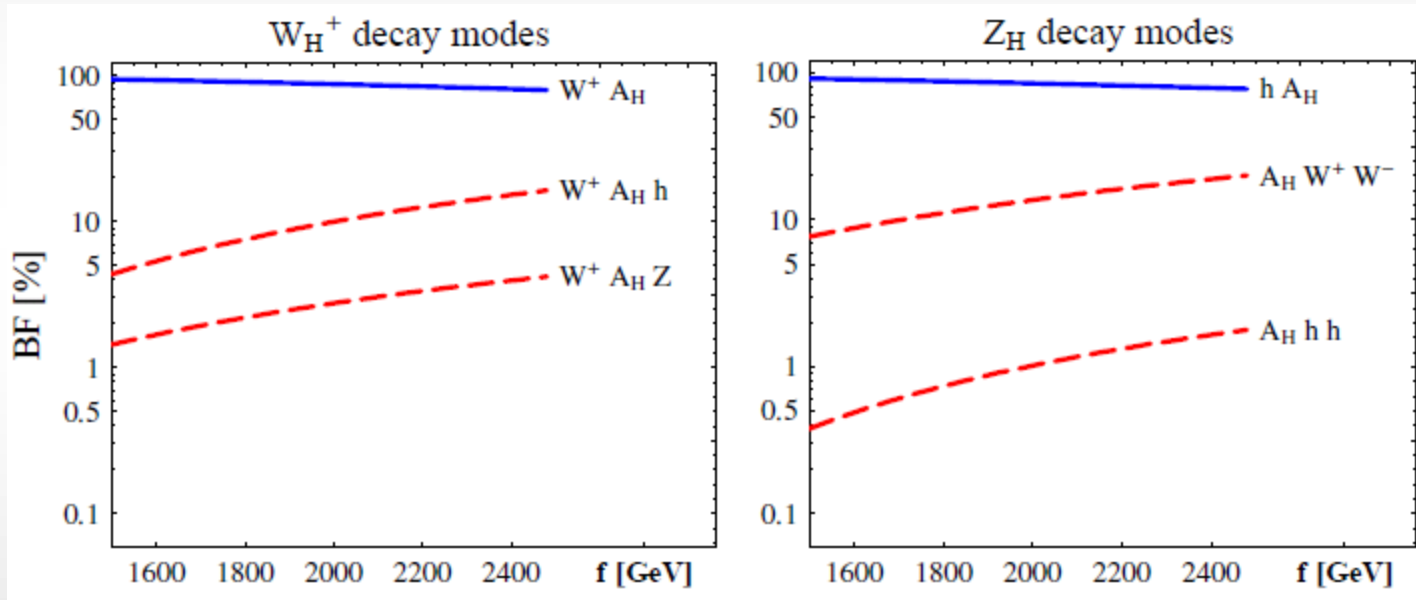 W_H^+ decay modes
100
50
10
5
1
0.5
0.1
BF [%]
W^+ A_H
W^+ A_H h
W^+ A_H Z
1600 1800 2000 2200 2400 f [GeV]
Z_H decay modes
100
50
10
5
1
0.5
0.1
h A_H
A_H W^+ W^−
A_H h h
1600 1800 2000 2200 2400 f [GeV]